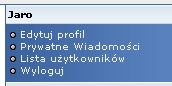 Jaro
Edytuj profil
Prywatne Wiadomości
Lista użytkowników
Wyloguj